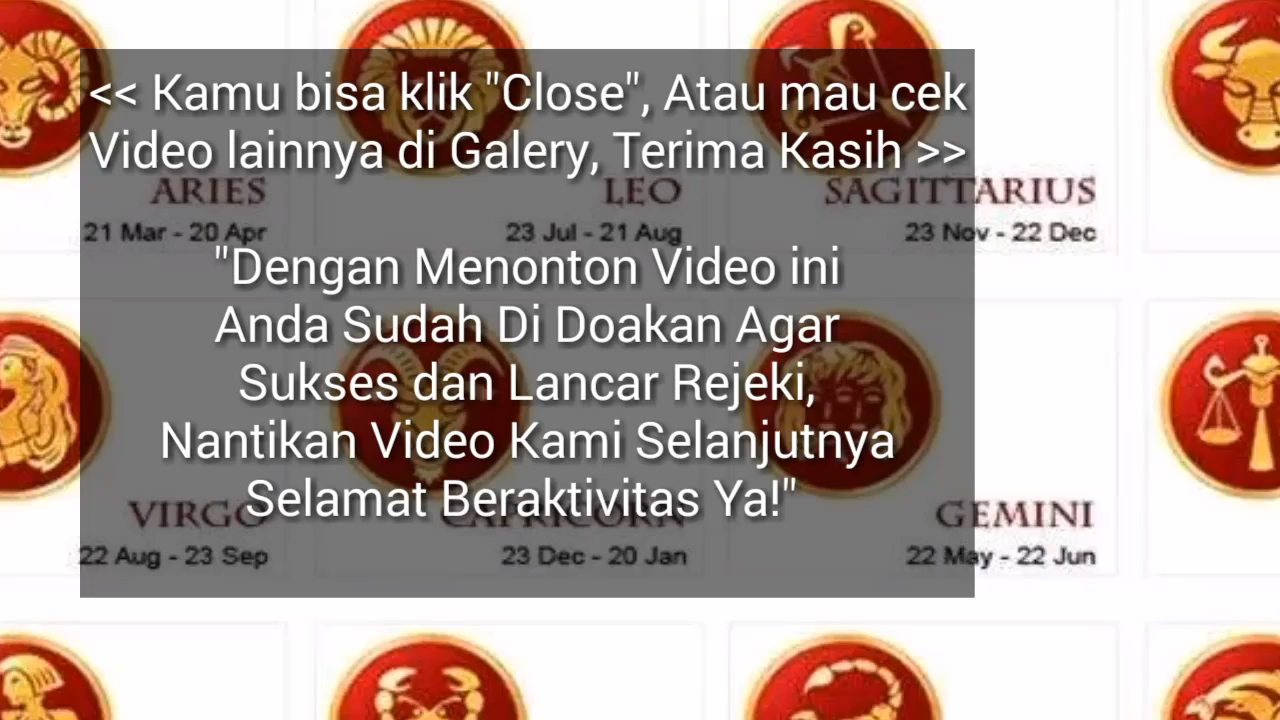 << Kamu bisa klik "Close", Atau mau cek
Video lainnya di Galery, Terima Kasih >>
ARIES
21 Mar - 20 Apr
LEO
23 Jul - 21 Aug
SAGITTARIUS
23 Nov - 22 Dec
"Dengan Menonton Video ini
Anda Sudah Di Doakan Agar
Sukses dan Lancar Rejeki,
Nantikan Video Kami Selanjutnya
Selamat Beraktivitas Ya!"
VIRGO
22 Aug - 23 Sep
CAPRICORN
23 Dec - 20 Jan
GEMINI
22 May - 22 Jun